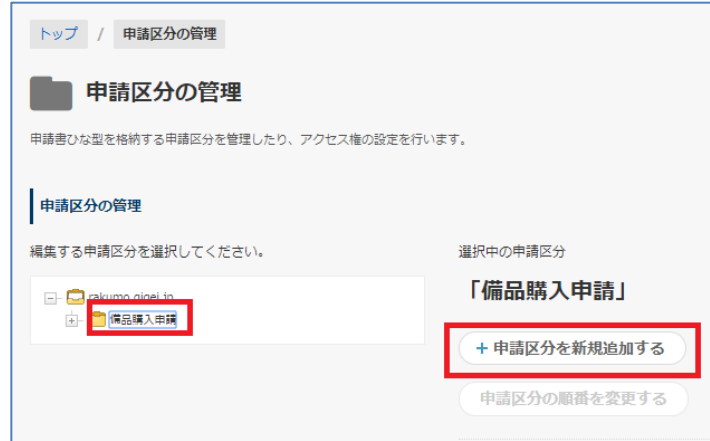 トップ / 申請区分の管理
申請区分の管理
申請書ひな型を格納する申請区分を管理したり、アクセス権の設定を行います。
申請区分の管理
編集する申請区分を選択してください。
rakumo.gigei.jp
備品購入申請
選択中の申請区分
「備品購入申請」
+ 申請区分を新規追加する
申請区分の順番を変更する